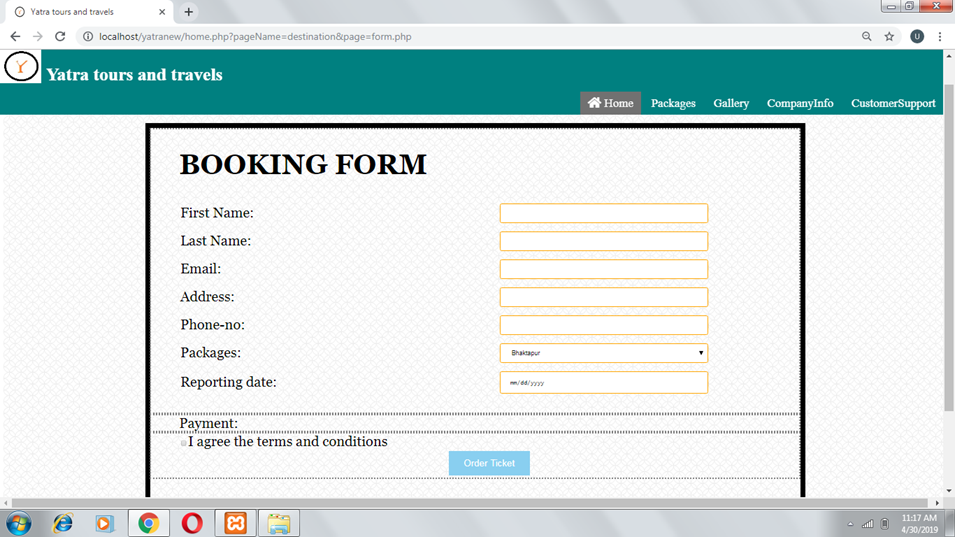 Yatra tours and travels
localhost/yatranew/home.php?pageName=destination&page=form.php
U
Y
Yatra tours and travels
Home Packages Gallery CompanyInfo CustomerSupport
BOOKING FORM
First Name:
Last Name:
Email:
Address:
Phone-no:
Packages: Bhaktapur
Reporting date: mm/dd/yyyy
Payment:
I agree the terms and conditions
Order Ticket
11:17 AM
4/30/2019